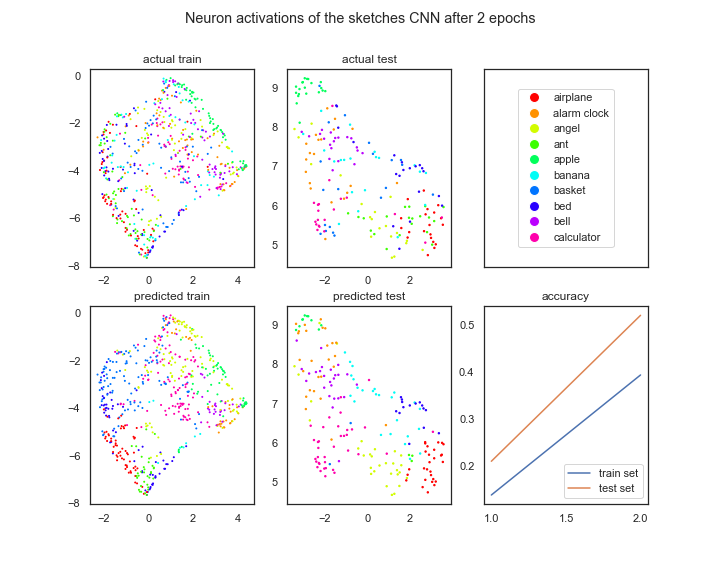 Neuron activations of the sketches CNN after 2 epochs
actual train
0
−2
−4
−6
−8
−2 0 2 4
actual test
9
8
7
6
5
−2 0 2
airplane
alarm clock
angel
ant
apple
banana
basket
bed
bell
calculator
predicted train
0
−2
−4
−6
−8
−2 0 2 4
predicted test
9
8
7
6
5
−2 0 2
accuracy
0.5
0.4
0.3
0.2
train set
test set
1.0 1.5 2.0